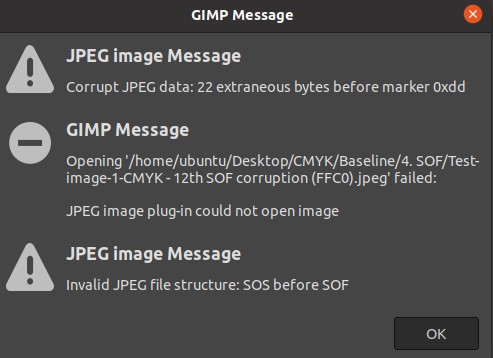 GIMP Message
JPEG image Message
Corrupt JPEG data: 22 extraneous bytes before marker 0xdd
GIMP Message
Opening '/home/ubuntu/Desktop/CMYK/Baseline/4. SOF/Test-
image-1-CMYK - 12th SOF corruption (FFC0).jpeg' failed:
JPEG image plug-in could not open image
JPEG image Message
Invalid JPEG file structure: SOS before SOF
OK